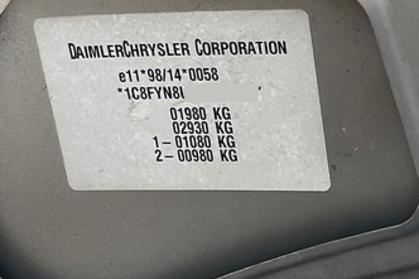 DAIMLERCHRYSLER CORPORATION
e11*98/14*0058
*1C8FYN8
01980 KG
02930 KG
1 – 01080 KG
2 – 00980 KG